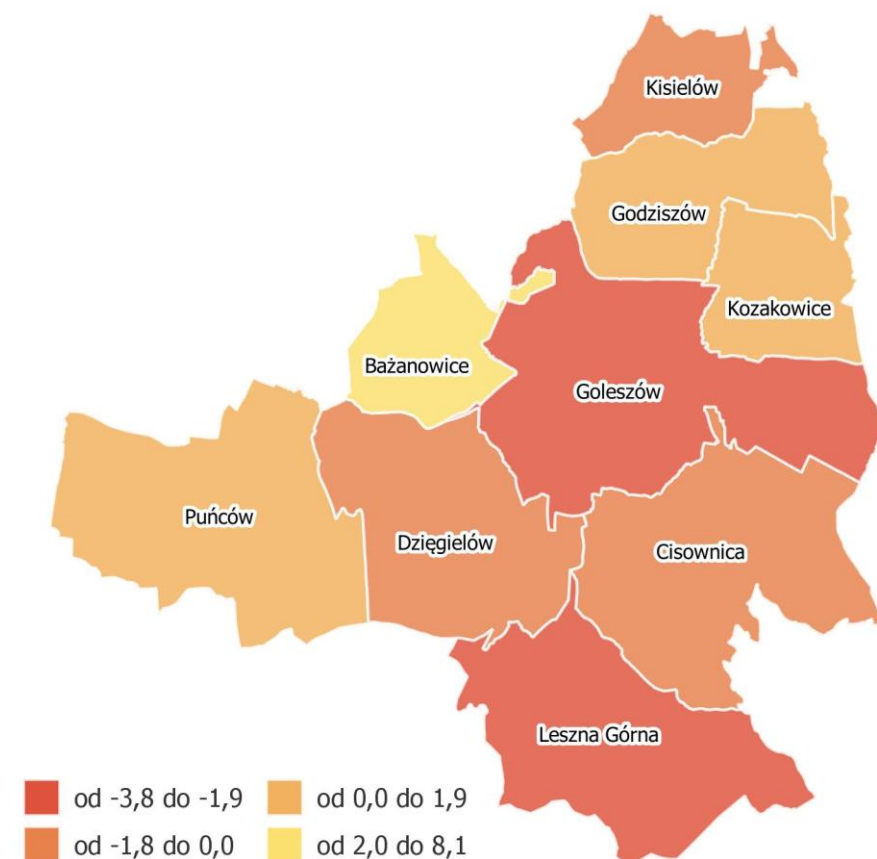 Kisielów
Godziszów
Kozakowice
Bażanowice
Goleszów
Puńców
Dzięgielów
Cisownica
Leszna Górna
od -3,8 do -1,9
od 0,0 do 1,9
od -1,8 do 0,0
od 2,0 do 8,1